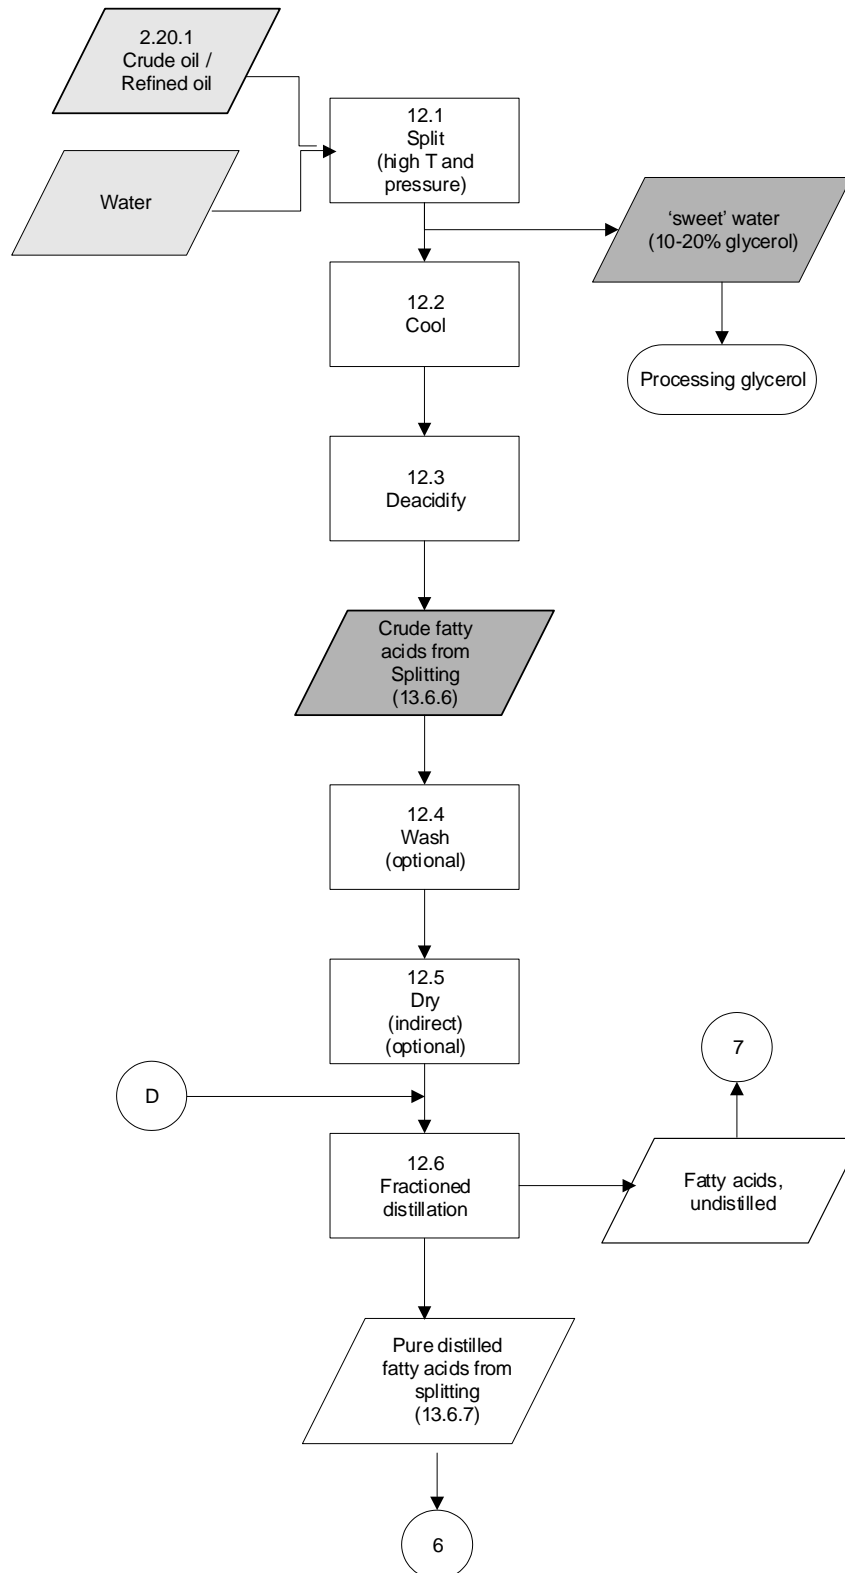 2.20.1
Crude oil /
Refined oil
12.1
Split
(high T and
pressure)
Water
'sweet' water
(10-20% glycerol)
12.2
Cool
Processing glycerol
12.3
Deacidify
Crude fatty
acids from
Splitting
(13.6.6)
12.4
Wash
(optional)
12.5
Dry
(indirect)
(optional)
7
D
12.6
Fractioned
distillation
Fatty acids,
undistilled
Pure distilled
fatty acids from
splitting
(13.6.7)
6